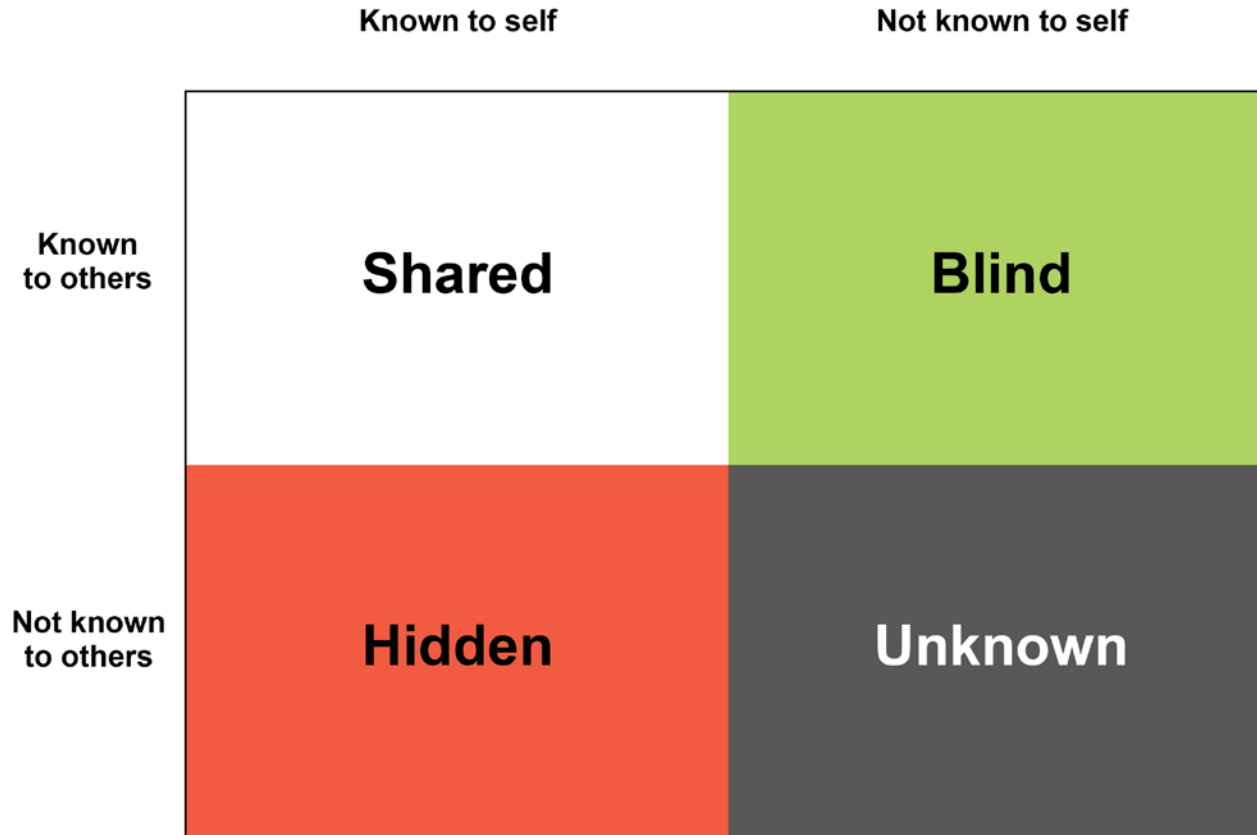 Known to self
Not known to self
Known
to others
Shared
Blind
Not known
to others
Hidden
Unknown